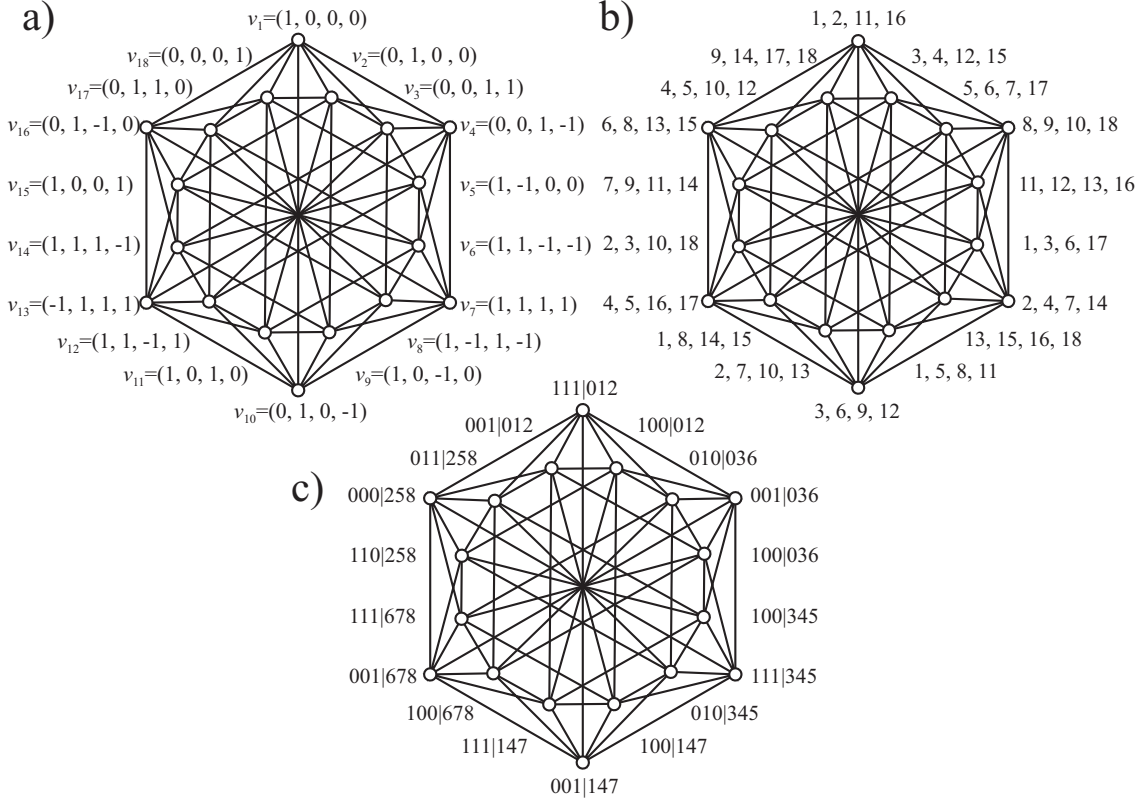 a)
v1=(1, 0, 0, 0)
v18=(0, 0, 0, 1)
v2=(0, 1, 0, 0)
v17=(0, 1, 1, 0)
v3=(0, 0, 1, 1)
v16=(0, 1, -1, 0)
v4=(0, 0, 1, -1)
v15=(1, 0, 0, 1)
v5=(1, -1, 0, 0)
v14=(1, 1, 1, -1)
v6=(1, 1, -1, -1)
v13=(-1, 1, 1, 1)
v7=(1, 1, 1, 1)
v12=(1, 1, -1, 1)
v8=(1, -1, 1, -1)
v11=(1, 0, 1, 0)
v9=(1, 0, -1, 0)
v10=(0, 1, 0, -1)
b)
1, 2, 11, 16
9, 14, 17, 18
3, 4, 12, 15
4, 5, 10, 12
5, 6, 7, 17
6, 8, 13, 15
8, 9, 10, 18
7, 9, 11, 14
11, 12, 13, 16
2, 3, 10, 18
1, 3, 6, 17
4, 5, 16, 17
2, 4, 7, 14
1, 8, 14, 15
13, 15, 16, 18
2, 7, 10, 13
1, 5, 8, 11
3, 6, 9, 12
c)
111|012
001|012
100|012
011|258
010|036
000|258
001|036
110|258
100|036
111|678
100|345
001|678
111|345
100|678
010|345
111|147
100|147
001|147